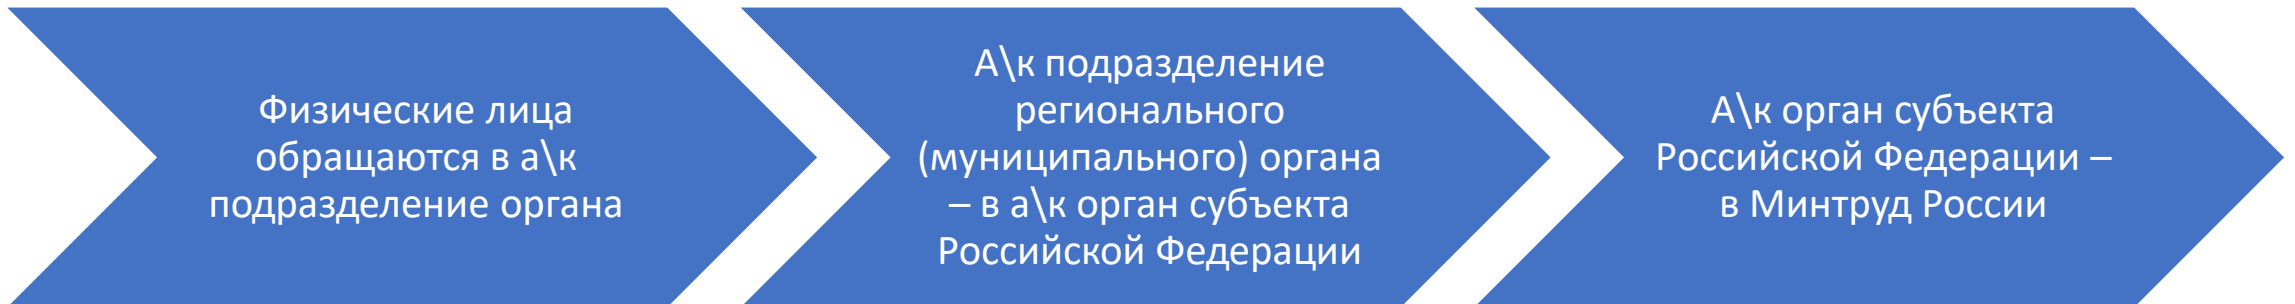 Физические лица
обращаются в а\к
подразделение органа
А\к подразделение
регионального
(муниципального) органа
– в а\к орган субъекта
Российской Федерации
А\к орган субъекта
Российской Федерации –
в Минтруд России